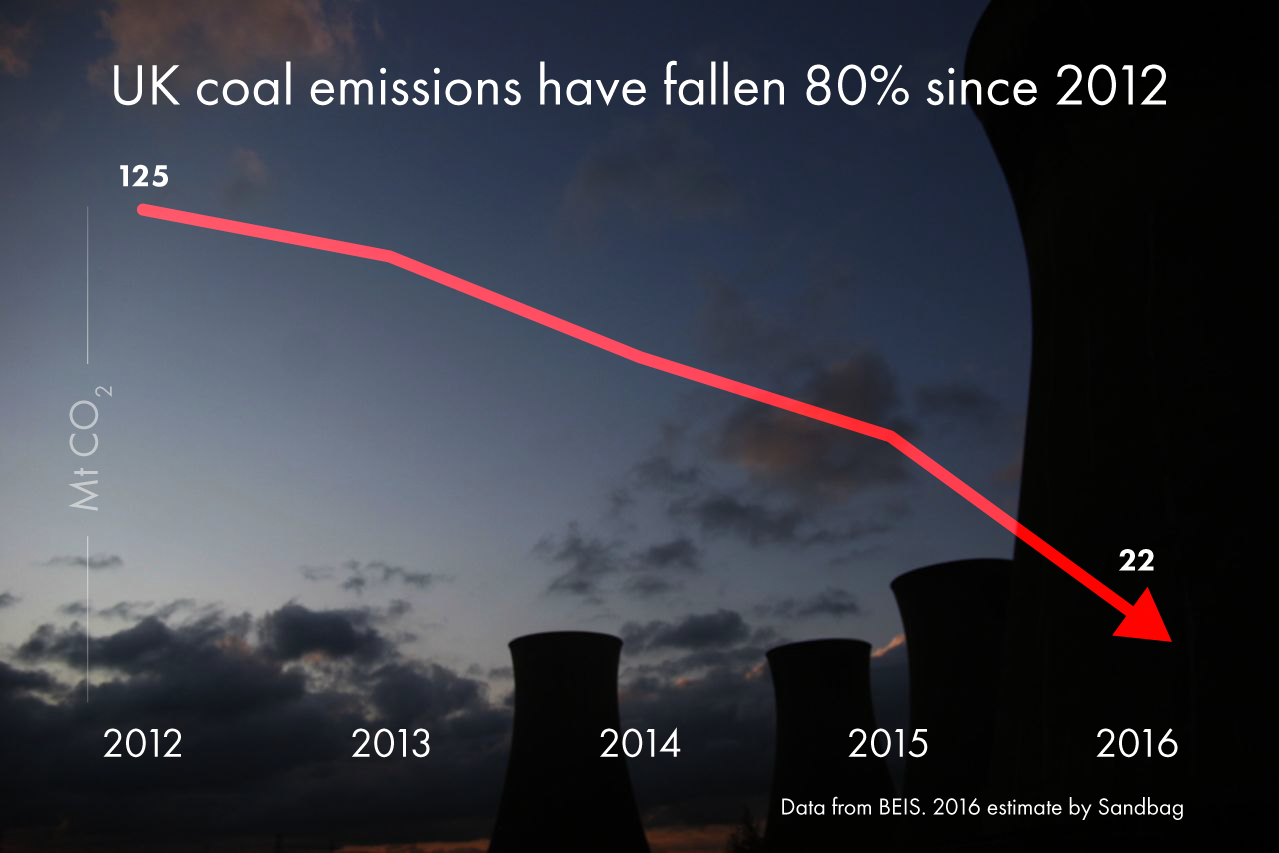 UK coal emissions have fallen 80% since 2012
125
Mt CO₂
22
2012 2013 2014 2015 2016
Data from BEIS. 2016 estimate by Sandbag